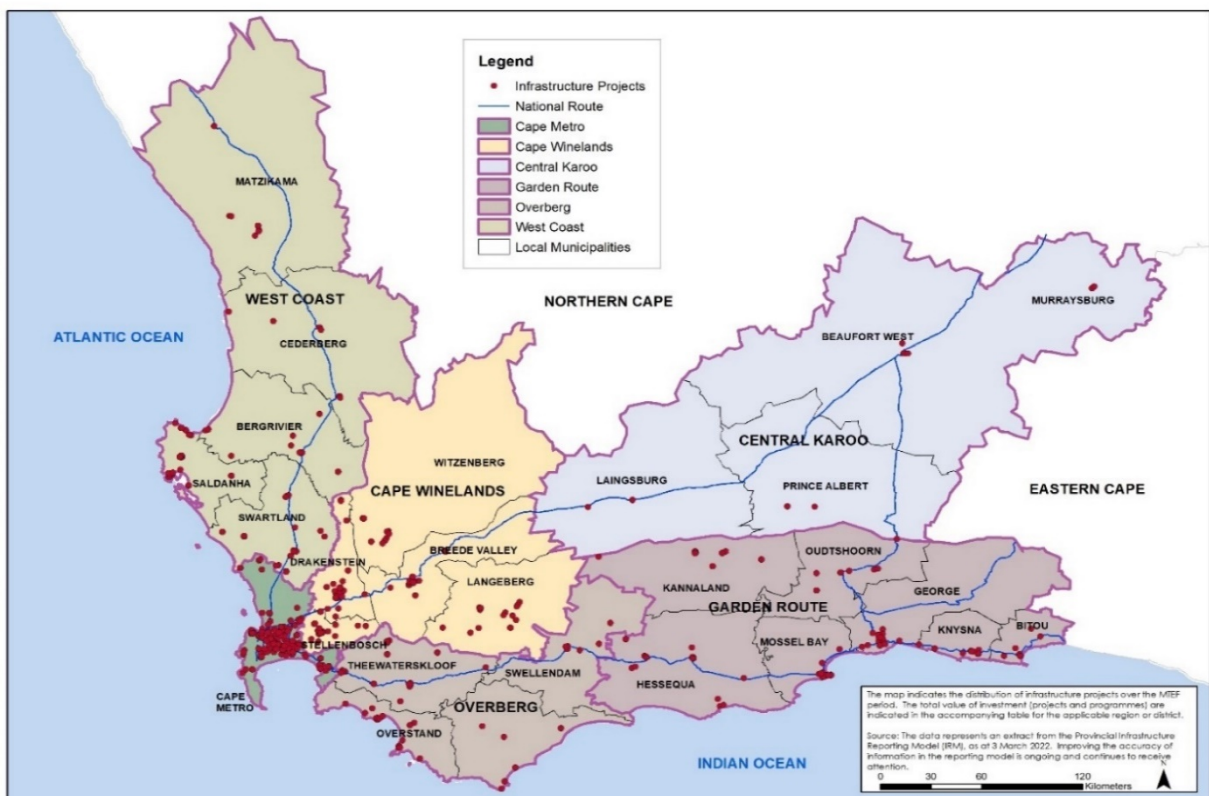 Legend
Infrastructure Projects
National Route
Cape Metro
Cape Winelands
Central Karoo
Garden Route
Overberg
West Coast
Local Municipalities
MATZIKAMA
WEST COAST
NORTHERN CAPE
MURRAYSBURG
ATLANTIC OCEAN
CEDERBERG
BEAUFORT WEST
BERGRIVIER
CENTRAL KAROO
WITZENBERG
SALDANHA
CAPE WINELANDS
LAINGSBURG
PRINCE ALBERT
EASTERN CAPE
SWARTLAND
DRAKENSTEIN
BREEDE VALLEY
OUDTSHOORN
LANGEBERG
KANNALAND
GEORGE
GARDEN ROUTE
STELLENBOSCH
MOSSEL BAY
KNYSNA
BITOU
THEEWATERSKLOOF
SWELLENDAM
HESSEQUA
CAPE
METRO
OVERBERG
OVERSTAND
INDIAN OCEAN
The map indicates the distribution of infrastructure projects over the MTEF
period. The total value of investment (projects and programmes) are
indicated in the accompanying table for the applicable region or district.
Source: The data represents an extract from the Provincial Infrastructure
Reporting Model (IRM), as at 3 March 2022. Improving the accuracy of
information in the reporting model is ongoing and continues to receive
attention.
N
0 30 60 120
Kilometers